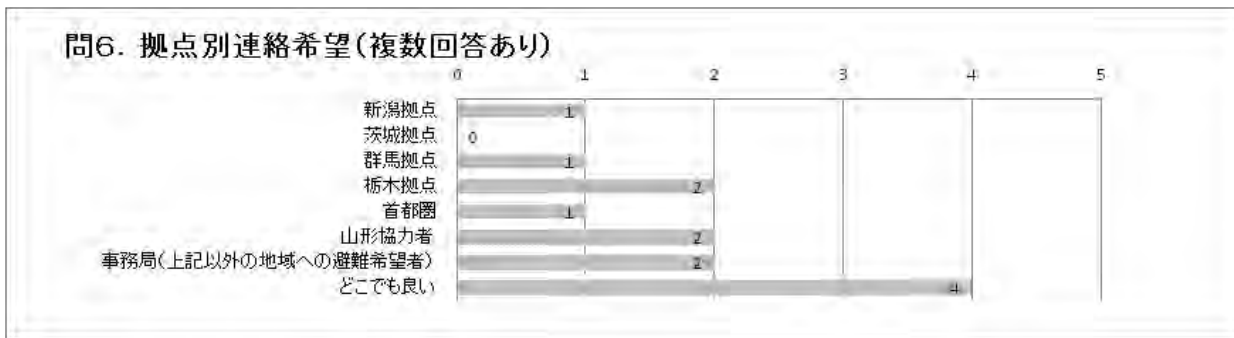 問6. 拠点別連絡希望(複数回答あり)
0 1 2 3 4 5
新潟拠点 1
茨城拠点 0
群馬拠点 1
栃木拠点 2
首都圏 1
山形協力者 2
事務局(上記以外の地域への避難希望者) 2
どこでも良い 4